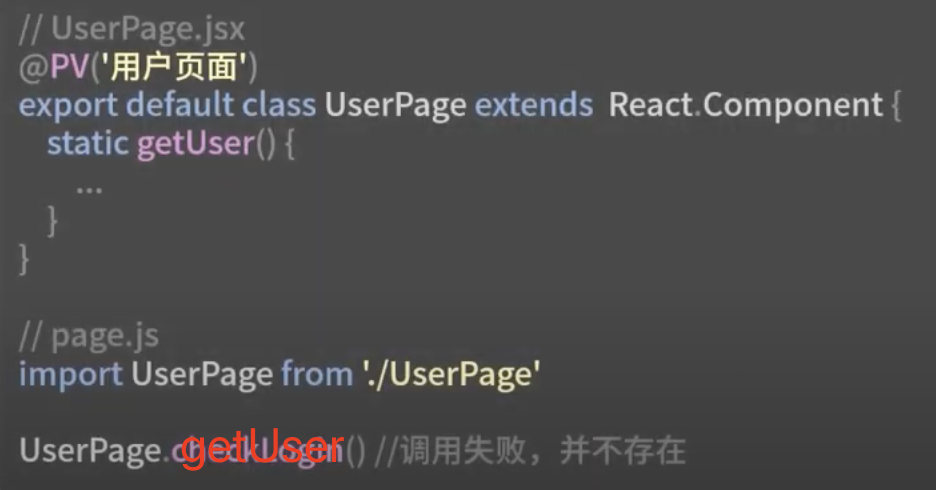 // UserPage.jsx
@PV('用户页面')
export default class UserPage extends React.Component {
static getUser() {
...
}
}
// page.js
import UserPage from './UserPage'
UserPage.checkLogin() //调用失败，并不存在
getUser